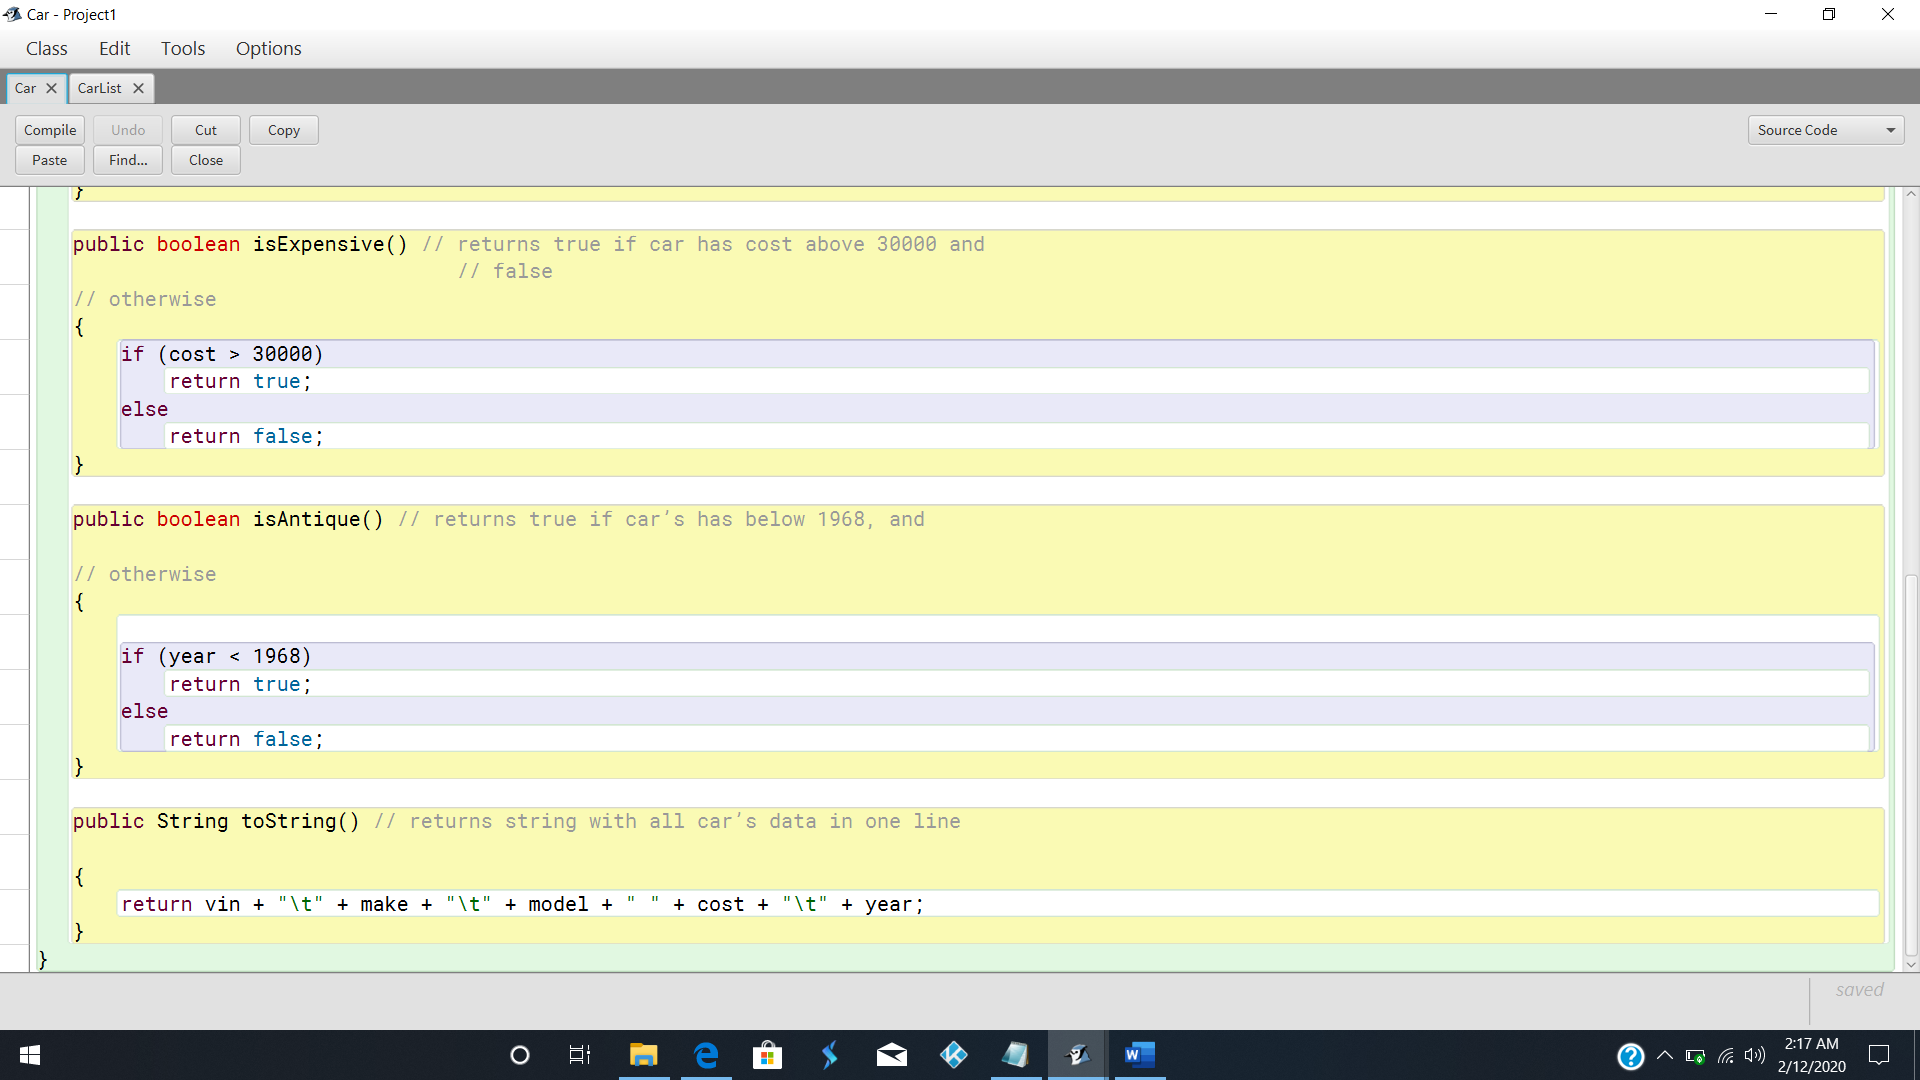 Car - Project1
Class Edit Tools Options
Car CarList
Compile Undo Cut Copy Source Code
Paste Find... Close
}
public boolean isExpensive() // returns true if car has cost above 30000 and
// false
// otherwise
{
if (cost > 30000)
return true;
else
return false;
}
public boolean isAntique() // returns true if car’s has below 1968, and
// otherwise
{
if (year < 1968)
return true;
else
return false;
}
public String toString() // returns string with all car’s data in one line
{
return vin + "\t" + make + "\t" + model + " " + cost + "\t" + year;
}
}
saved
2:17 AM
2/12/2020